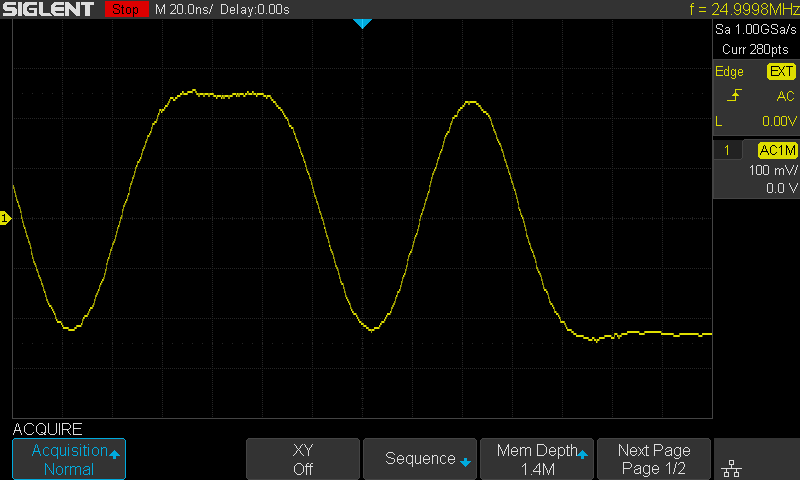 SIGLENT Stop M 20.0ns/ Delay:0.00s f = 24.9998MHz
Sa 1.00GSa/s
Curr 280pts
Edge EXT
AC
L 0.00V
1 AC1M
100 mV/
0.0 V
1
ACQUIRE
Acquisition
Normal
XY
Off
Sequence
Mem Depth
1.4M
Next Page
Page 1/2